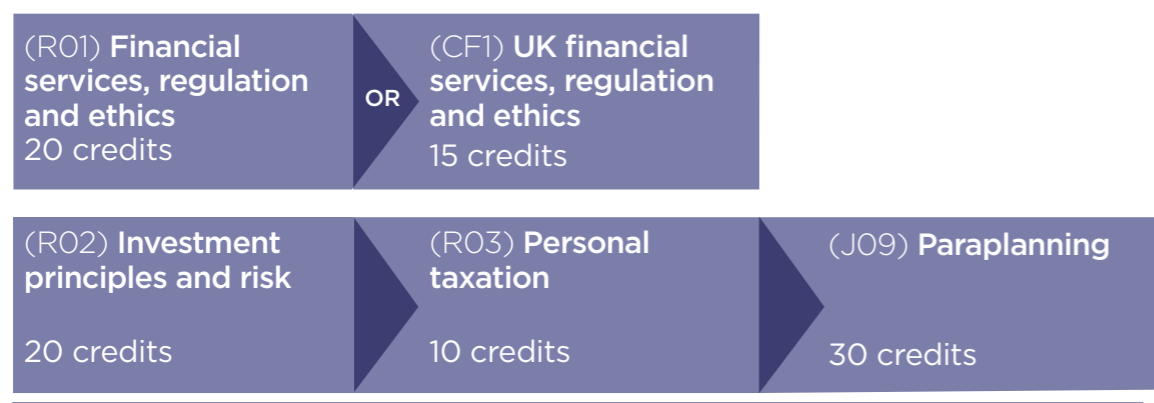 (R01) Financial
services, regulation
and ethics
20 credits
OR
(CF1) UK financial
services, regulation
and ethics
15 credits
(R02) Investment
principles and risk
20 credits
(R03) Personal
taxation
10 credits
(J09) Paraplanning
30 credits